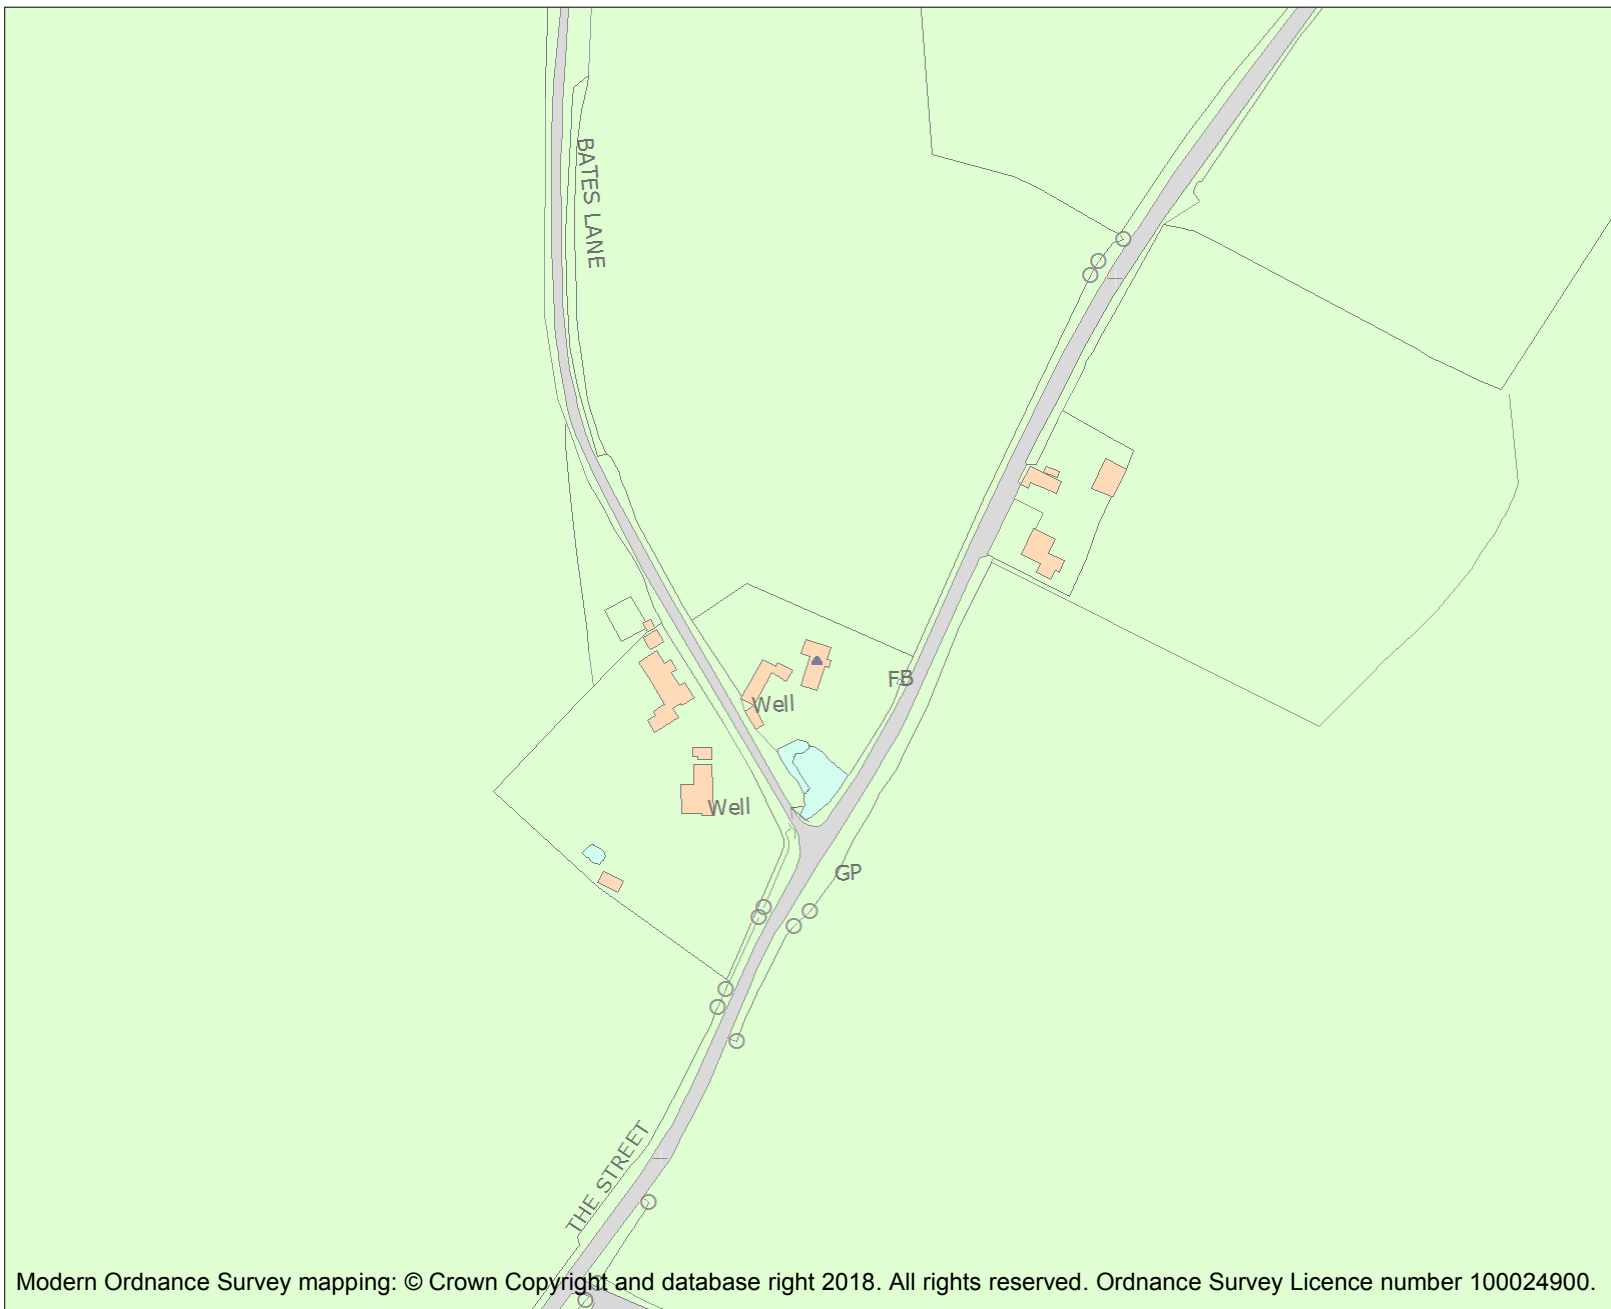 BATES LANE
FB
Well
Well
GP
THE STREET
Modern Ordnance Survey mapping: © Crown Copyright and database right 2018. All rights reserved. Ordnance Survey Licence number 100024900.